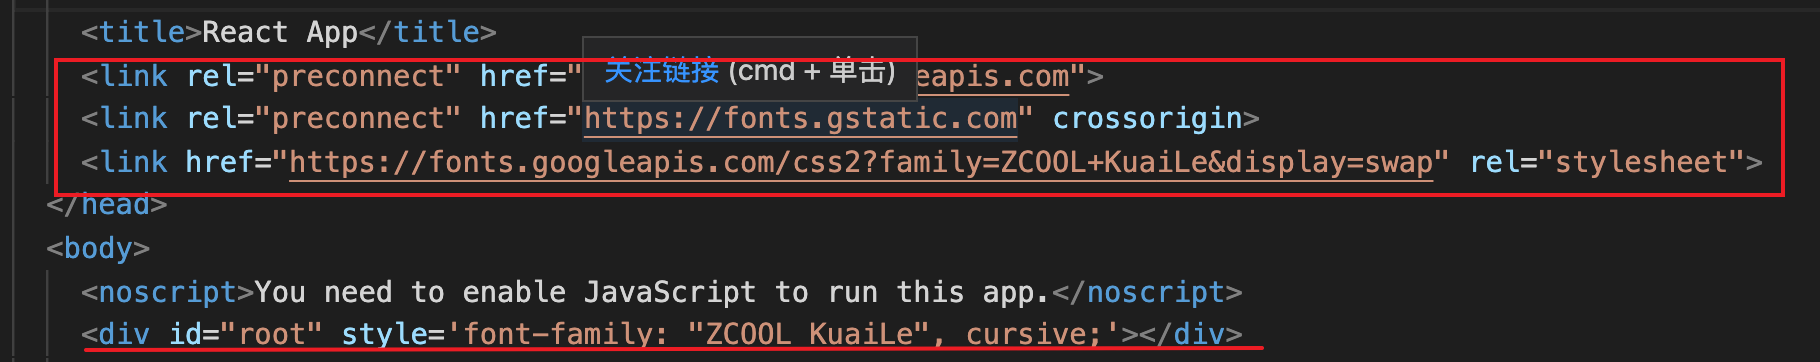 <title>React App</title>
<link rel="preconnect" href=" eapis.com">
关注链接 (cmd + 单击)
<link rel="preconnect" href="https://fonts.gstatic.com" crossorigin>
<link href="https://fonts.googleapis.com/css2?family=ZCOOL+KuaiLe&display=swap" rel="stylesheet">
</head>
<body>
<noscript>You need to enable JavaScript to run this app.</noscript>
<div id="root" style='font-family: "ZCOOL KuaiLe", cursive;'></div>